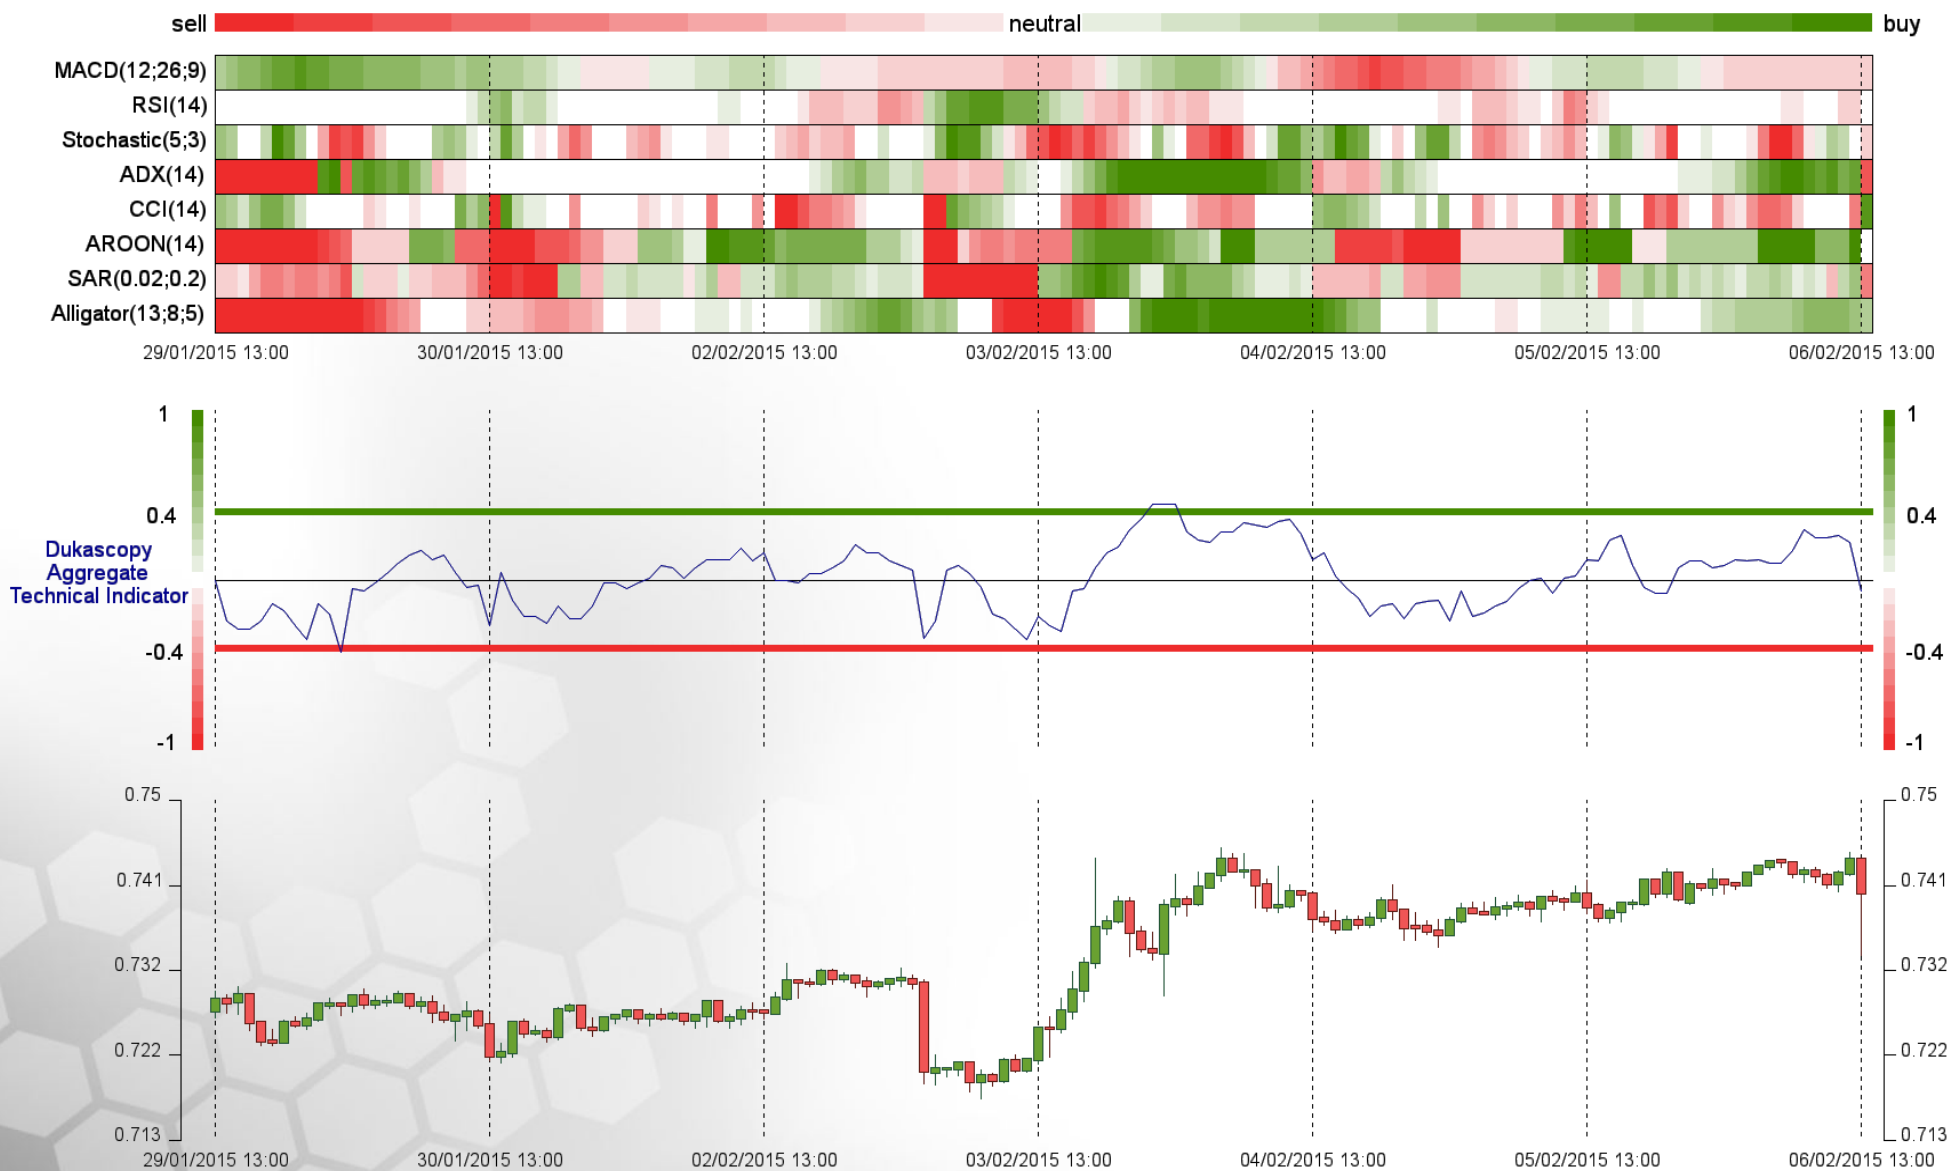 sell neutral buy
MACD(12;26;9)
RSI(14)
Stochastic(5;3)
ADX(14)
CCI(14)
AROON(14)
SAR(0.02;0.2)
Alligator(13;8;5)
29/01/2015 13:00 30/01/2015 13:00 02/02/2015 13:00 03/02/2015 13:00 04/02/2015 13:00 05/02/2015 13:00 06/02/2015 13:00
1 1
0.4 0.4
Dukascopy
Aggregate
Technical Indicator
-0.4 -0.4
-1 -1
0.75 0.75
0.741 0.741
0.732 0.732
0.722 0.722
0.713 0.713
29/01/2015 13:00 30/01/2015 13:00 02/02/2015 13:00 03/02/2015 13:00 04/02/2015 13:00 05/02/2015 13:00 06/02/2015 13:00